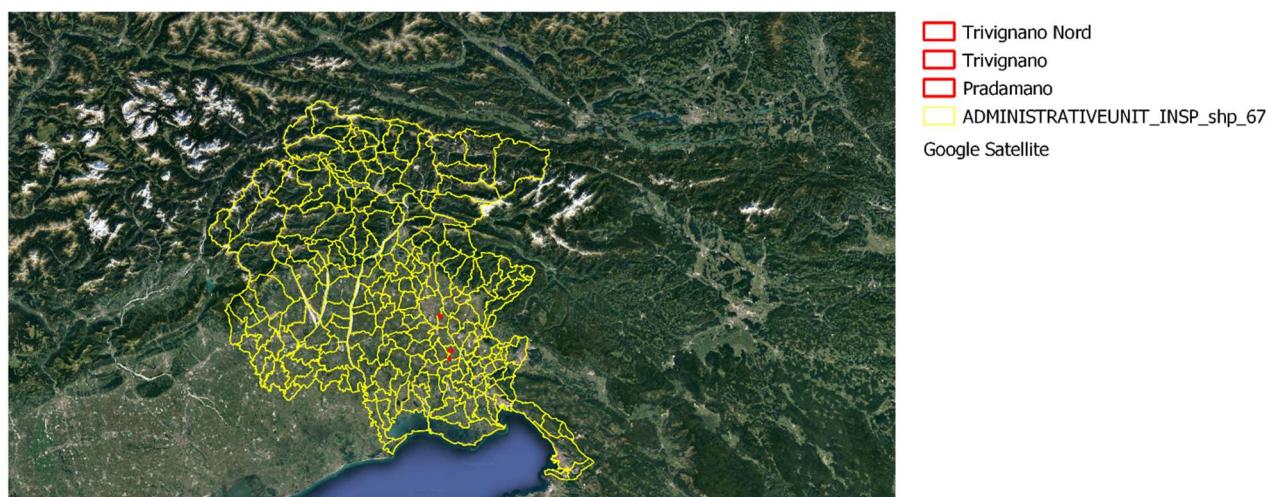 Trivignano Nord
Trivignano
Pradamano
ADMINISTRATIVEUNIT_INSP_shp_67
Google Satellite